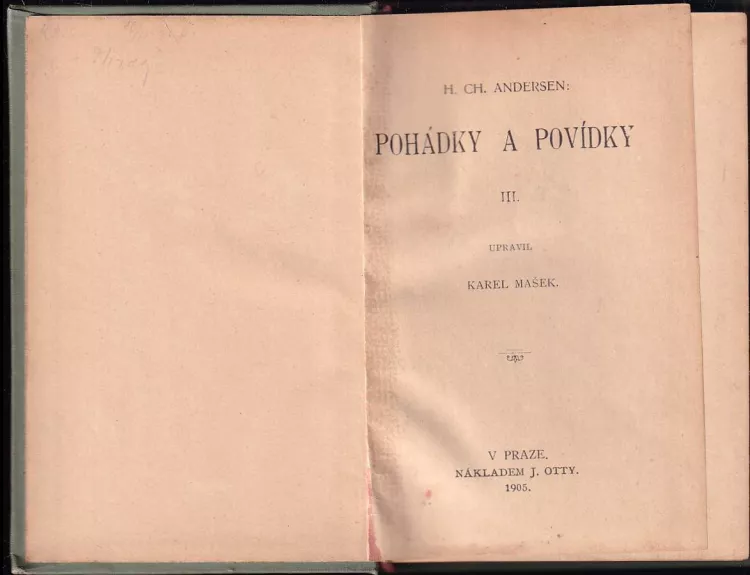 H. CH. ANDERSEN:
POHÁDKY A POVÍDKY
III.
UPRAVIL
KAREL MAŠEK.
V PRAZE.
NÁKLADEM J. OTTY.
1905.